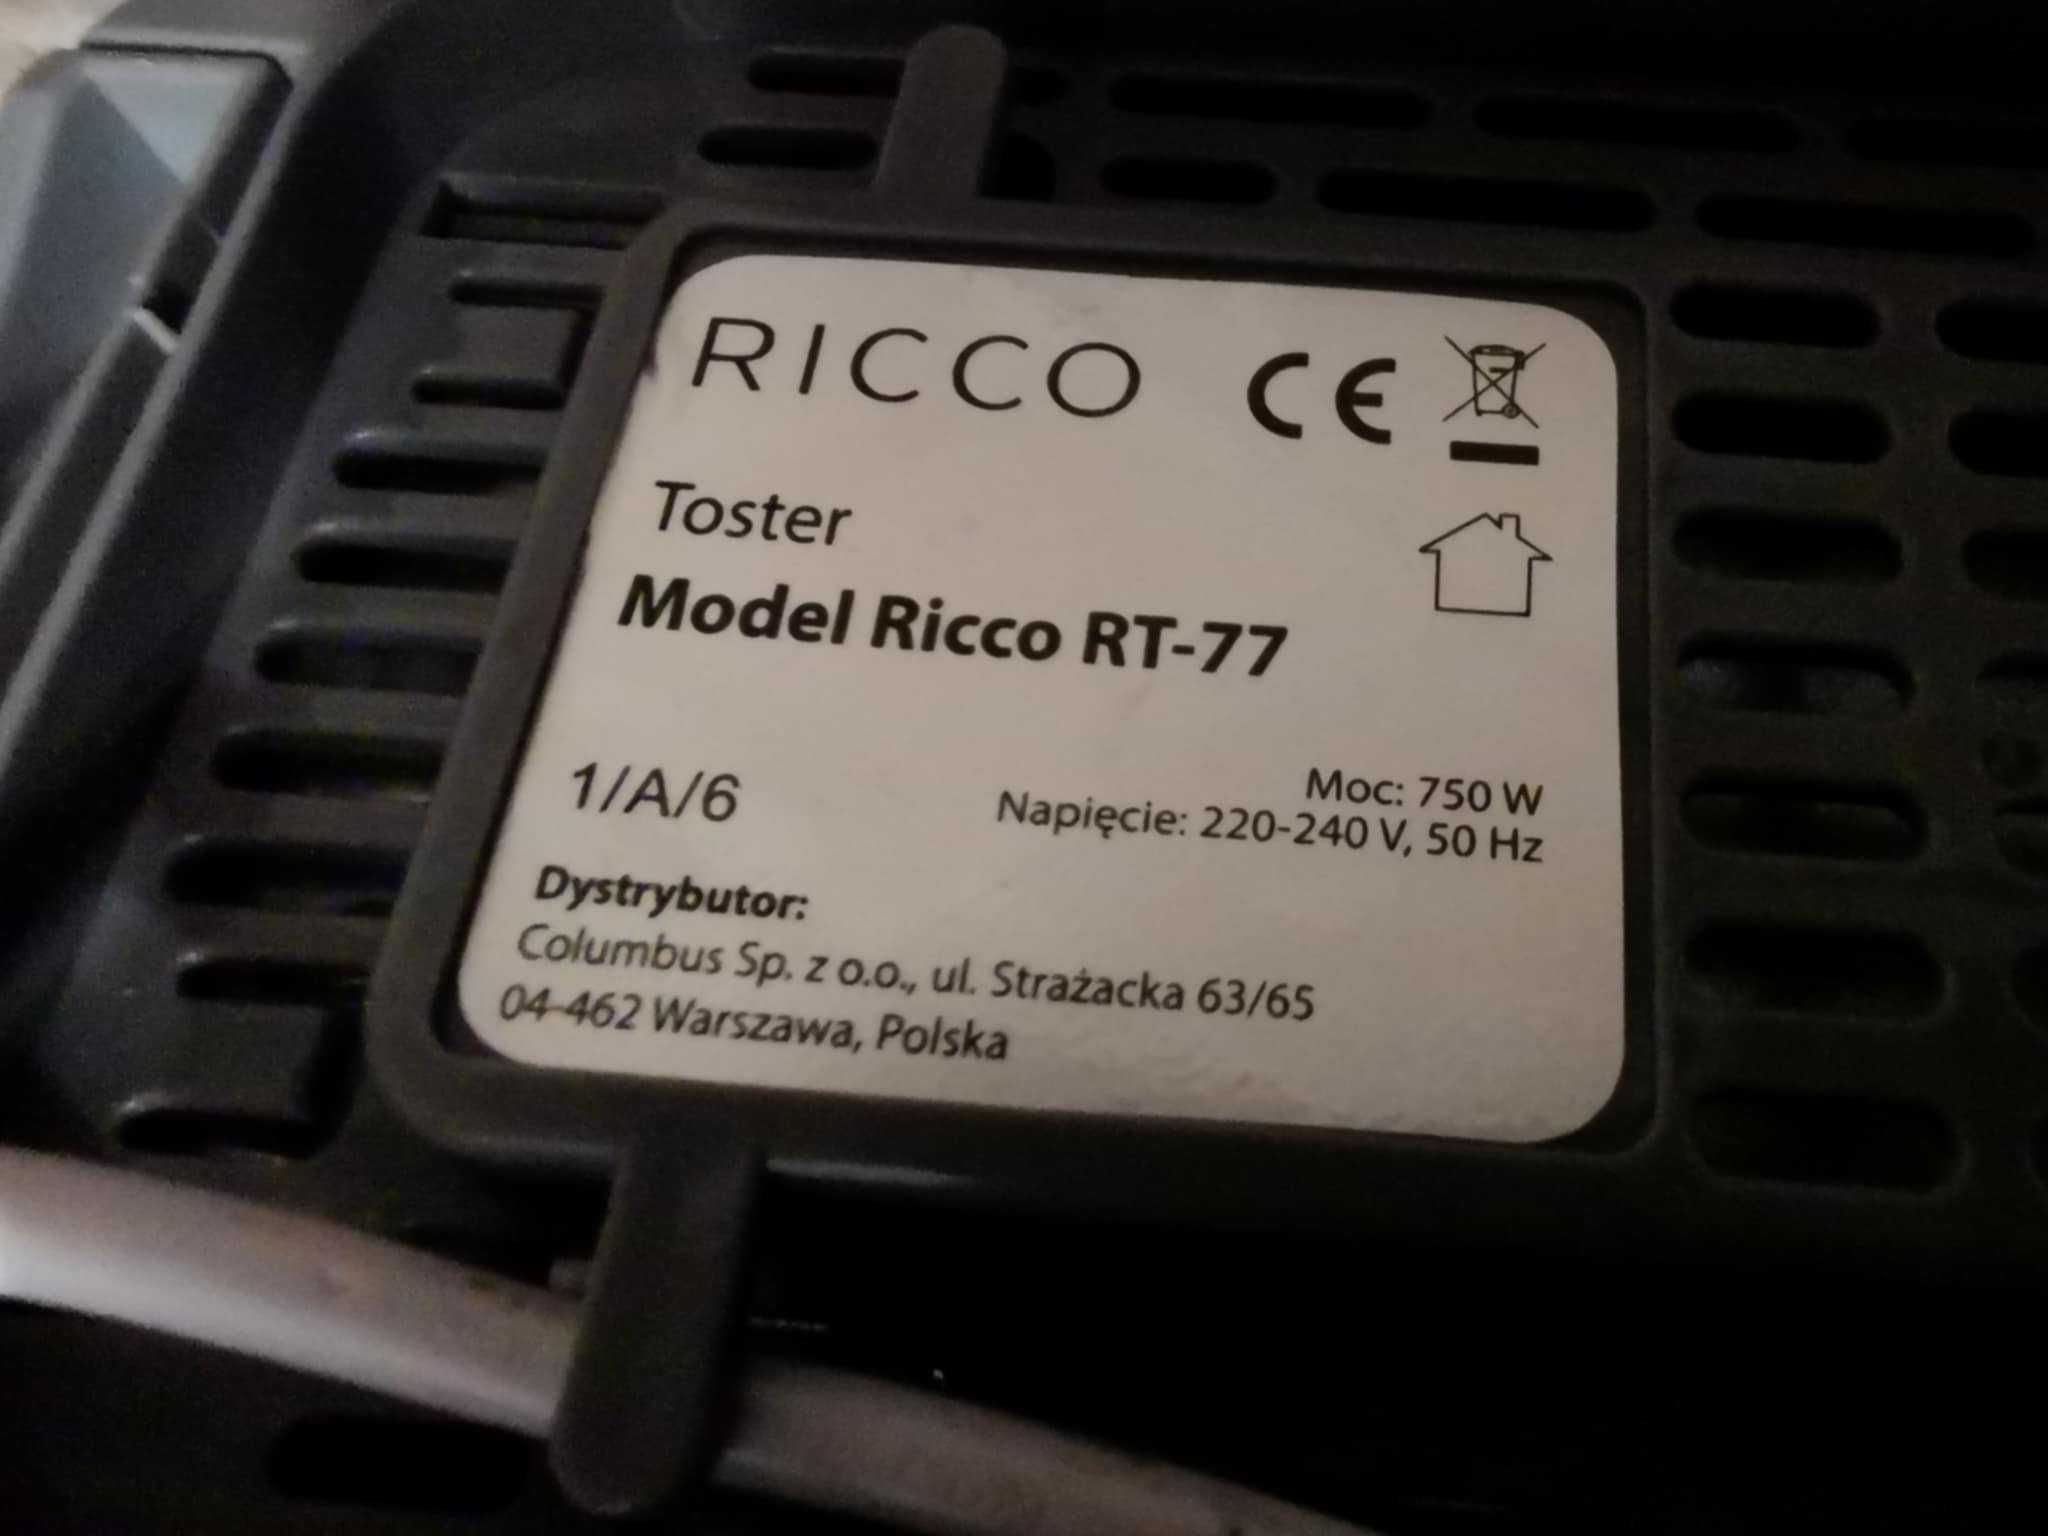 RICCO CE
Toster
Model Ricco RT-77
1/A/6
Moc: 750 W
Napięcie: 220-240 V, 50 Hz
Dystrybutor:
Columbus Sp. z o.o., ul. Strażacka 63/65
04-462 Warszawa, Polska